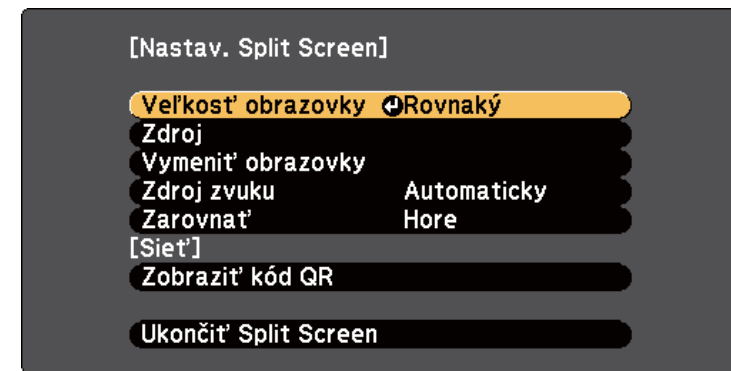 [Nastav. Split Screen]
Veľkosť obrazovky Rovnaký
Zdroj
Vymeniť obrazovky
Zdroj zvuku Automaticky
Zarovnať Hore
[Sieť]
Zobraziť kód QR
Ukončiť Split Screen